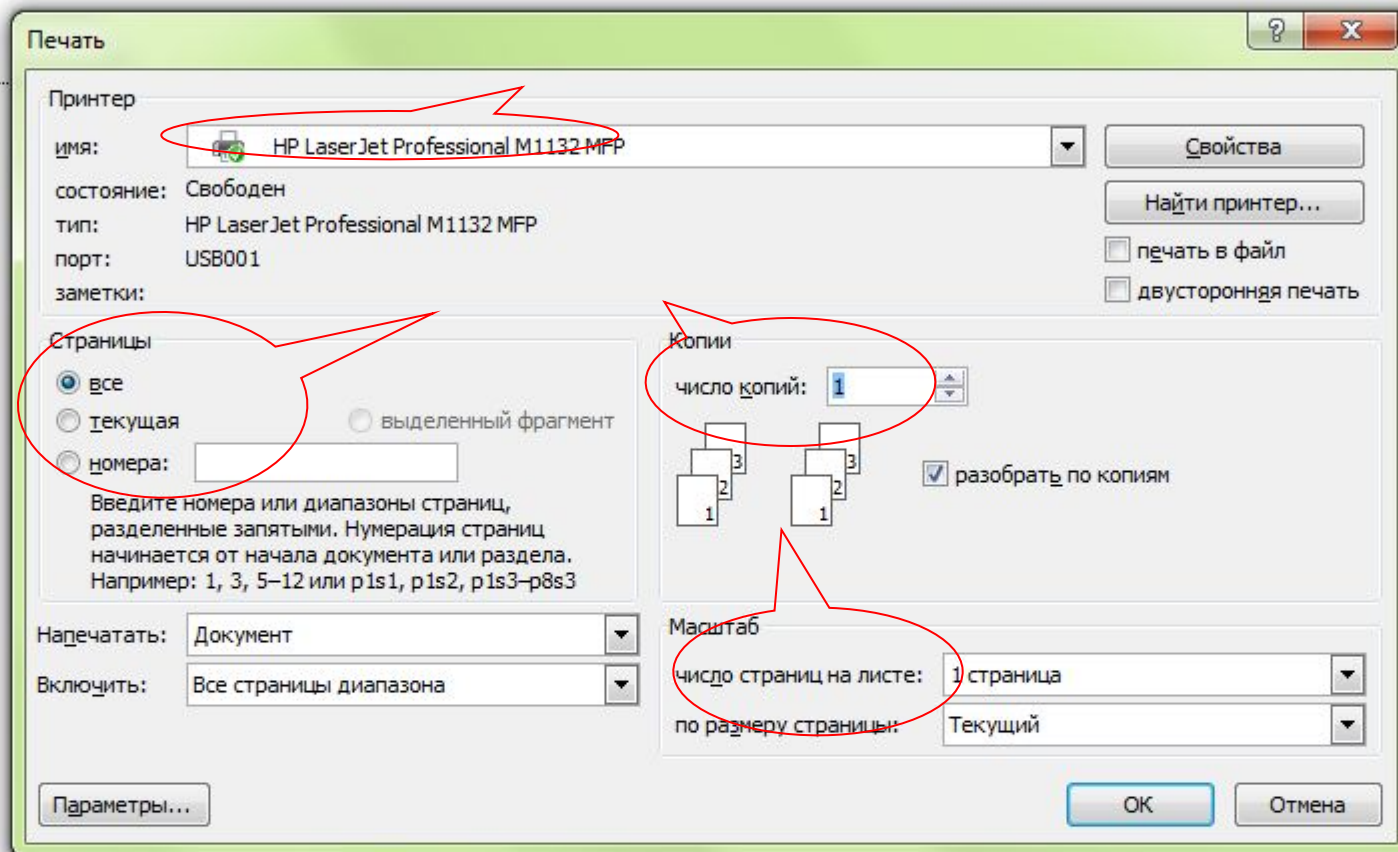 Печать
Принтер
имя: HP LaserJet Professional M1132 MFP
Свойства
состояние: Свободен
Найти принтер...
тип: HP LaserJet Professional M1132 MFP
порт: USB001
печать в файл
заметки:
двусторонняя печать
Страницы
все
текущая
выделенный фрагмент
номера:
Введите номера или диапазоны страниц,
разделенные запятыми. Нумерация страниц
начинается от начала документа или раздела.
Например: 1, 3, 5–12 или p1s1, p1s2, p1s3–p8s3
Копии
число копий: 1
3 3
2 2
1 1
разобрать по копиям
Напечатать: Документ
Включить: Все страницы диапазона
Масштаб
число страниц на листе: 1 страница
по размеру страницы: Текущий
Параметры...
ОК
Отмена